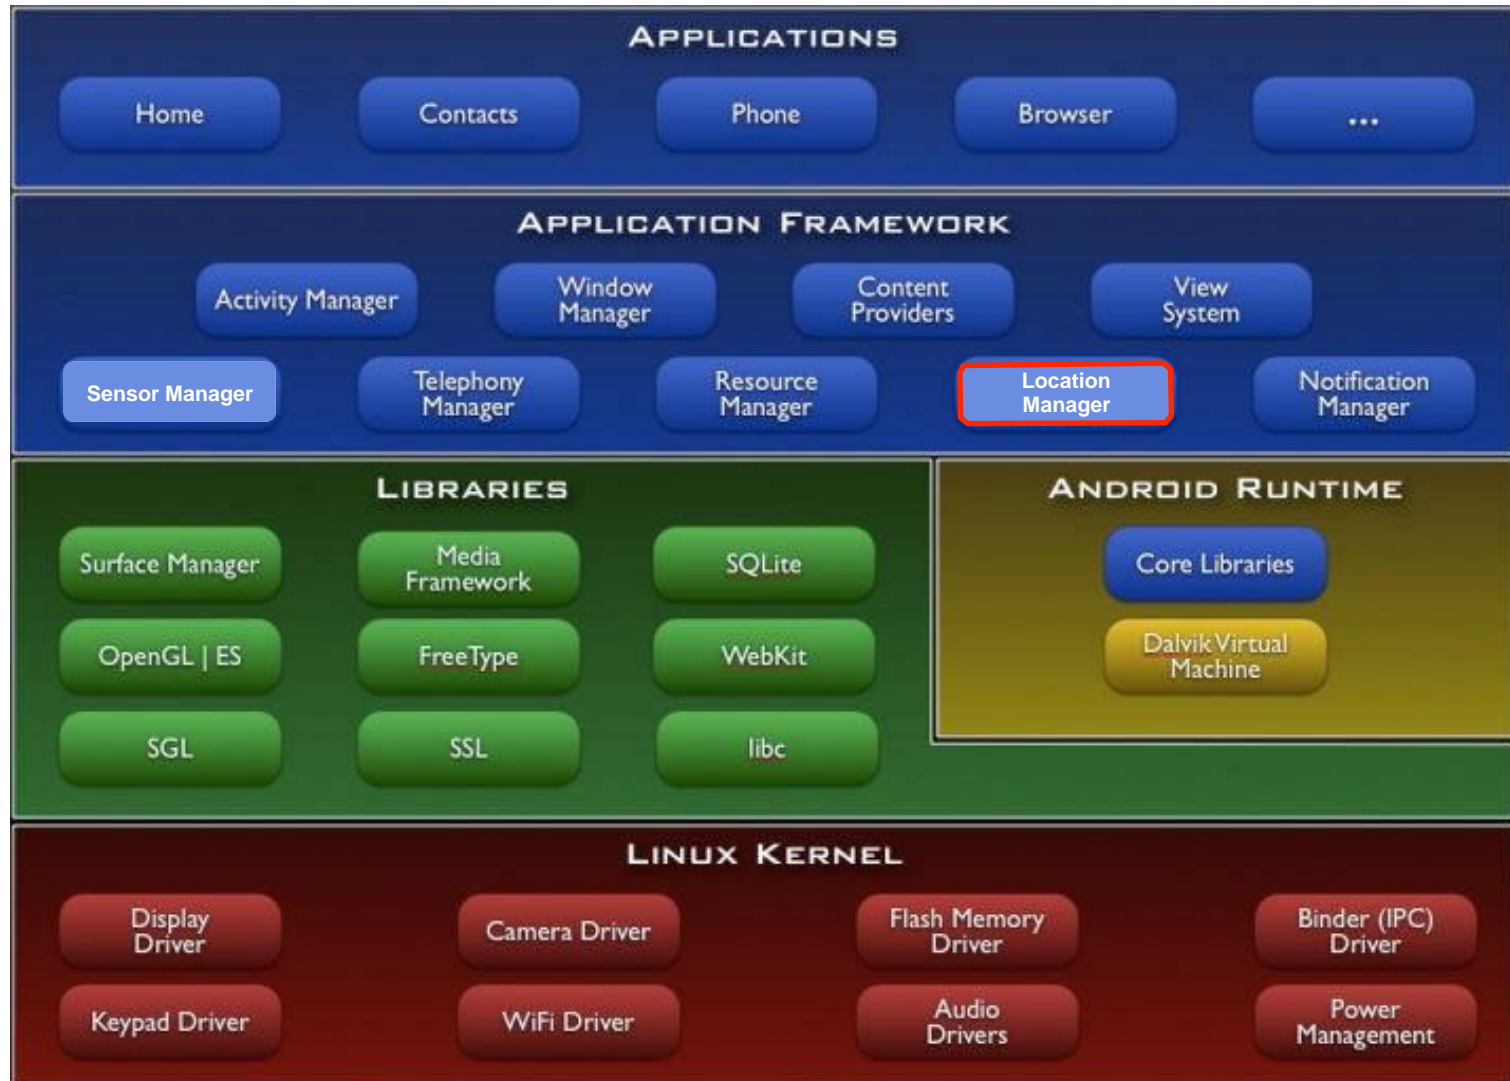 APPLICATIONS
Home
Contacts
Phone
Browser
...
APPLICATION FRAMEWORK
Activity Manager
Window
Manager
Content
Providers
View
System
Sensor Manager
Telephony
Manager
Resource
Manager
Location
Manager
Notification
Manager
LIBRARIES
Surface Manager
Media
Framework
SQLite
OpenGL | ES
FreeType
WebKit
SGL
SSL
libc
ANDROID RUNTIME
Core Libraries
Dalvik Virtual
Machine
LINUX KERNEL
Display
Driver
Camera Driver
Flash Memory
Driver
Binder (IPC)
Driver
Keypad Driver
WiFi Driver
Audio
Drivers
Power
Management